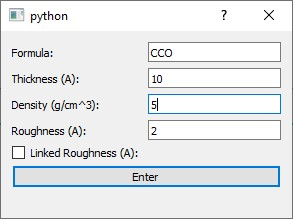 python
?
Formula: CCO
Thickness (A): 10
Density (g/cm^3): 5
Roughness (A): 2
Linked Roughness (A):
Enter